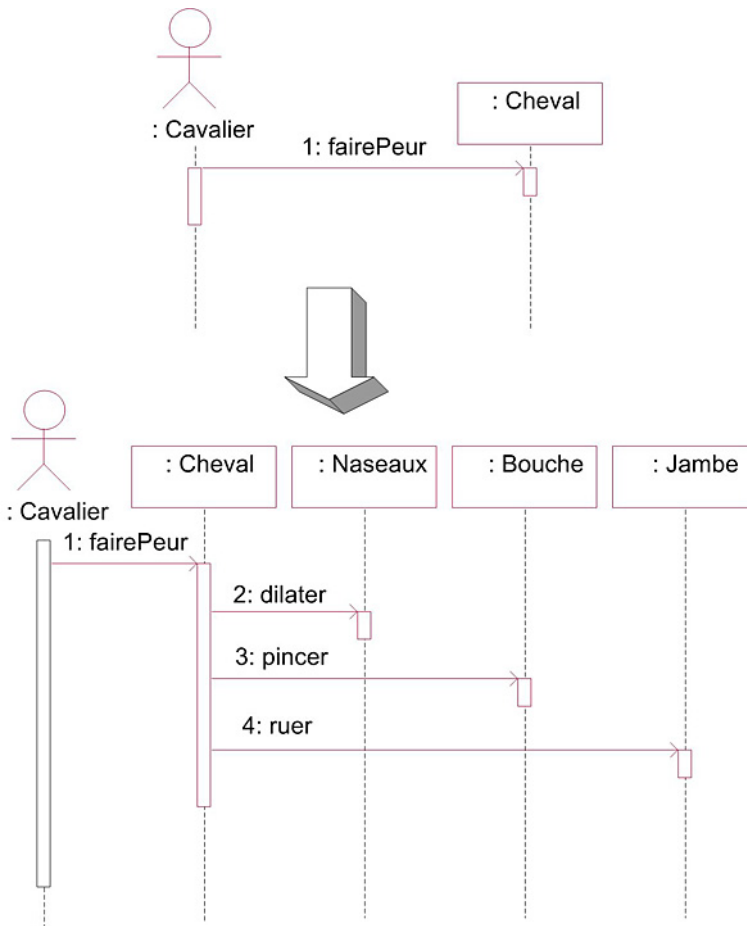 : Cheval
: Cavalier
1: fairePeur
: Cheval
: Naseaux
: Bouche
: Jambe
: Cavalier
1: fairePeur
2: dilater
3: pincer
4: ruer